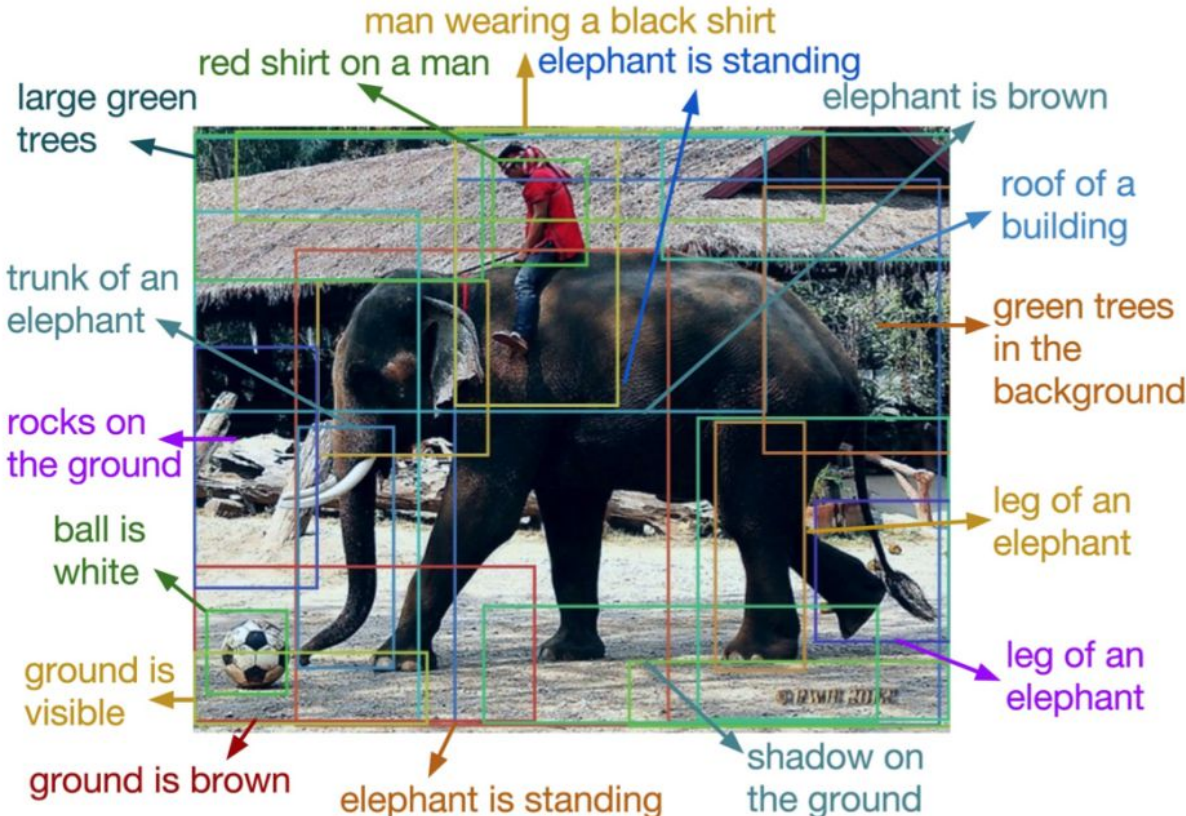 man wearing a black shirt
red shirt on a man
elephant is standing
large green
trees
elephant is brown
roof of a
building
trunk of an
elephant
green trees
in the
background
rocks on
the ground
leg of an
elephant
ball is
white
leg of an
elephant
ground is
visible
shadow on
the ground
ground is brown
elephant is standing